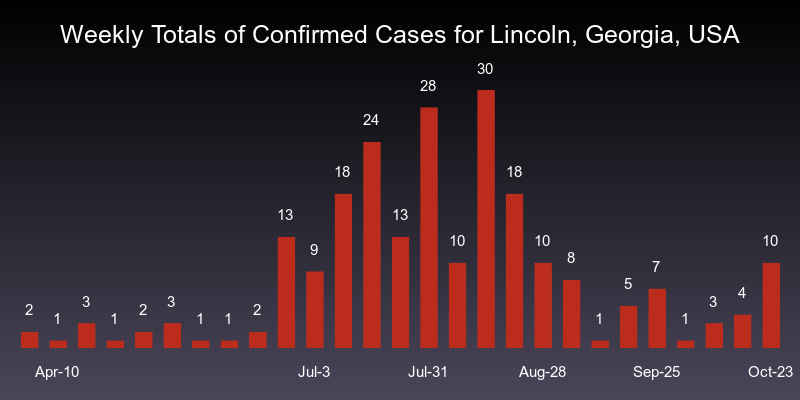 Weekly Totals of Confirmed Cases for Lincoln, Georgia, USA
2 1 3 1 2 3 1 1 2 13 9 18 24 13 28 10 30 18 10 8 1 5 7 1 3 4 10
Apr-10 Jul-3 Jul-31 Aug-28 Sep-25 Oct-23